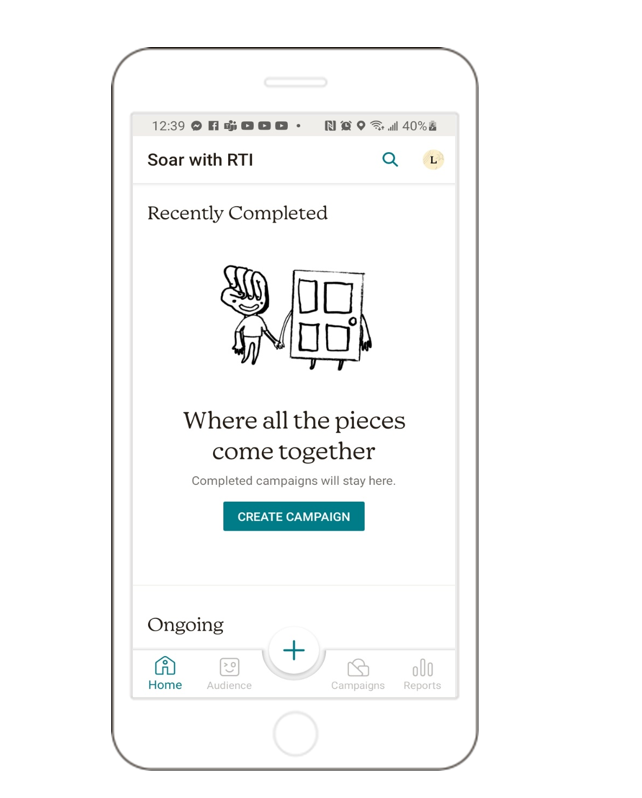 12:39 40%
Soar with RTI L
Recently Completed
Where all the pieces
come together
Completed campaigns will stay here.
CREATE CAMPAIGN
Ongoing
Home Audience Campaigns Reports